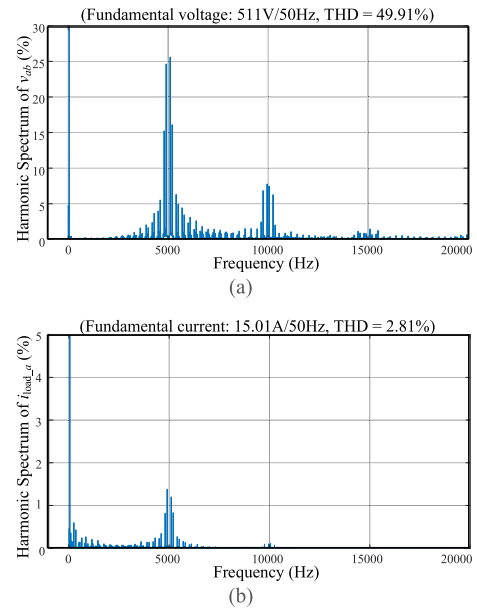 (Fundamental voltage: 511V/50Hz, THD = 49.91%)
Harmonic Spectrum of vab (%)
30
25
20
15
10
5
0
0 5000 10000 15000 20000
Frequency (Hz)
(a)
(Fundamental current: 15.01A/50Hz, THD = 2.81%)
Harmonic Spectrum of iload_a (%)
5
4
3
2
1
0
0 5000 10000 15000 20000
Frequency (Hz)
(b)